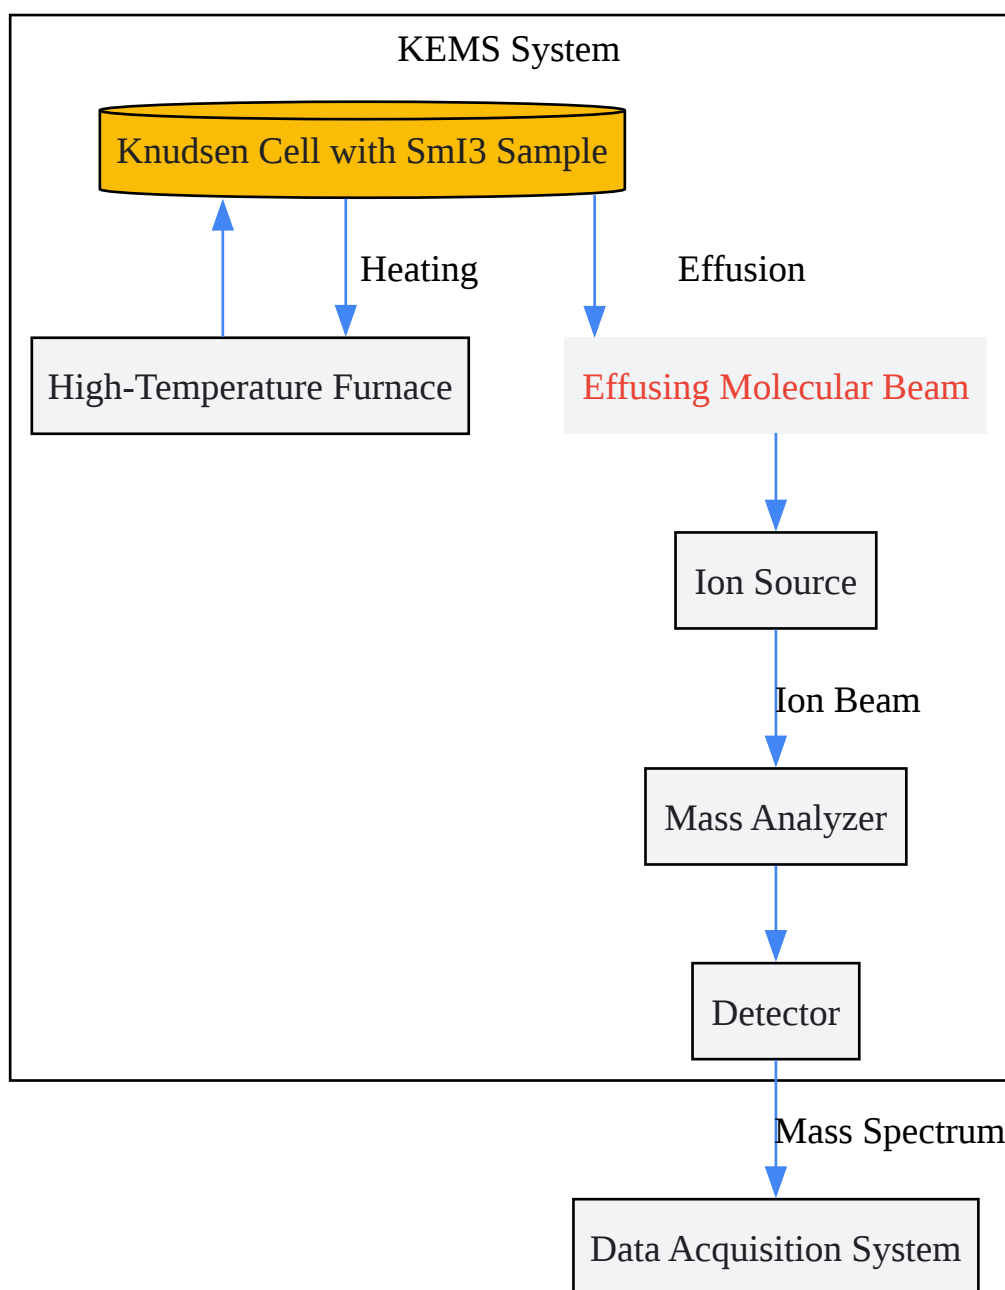 KEMS System
Knudsen Cell with SmI3 Sample
Heating
Effusion
High-Temperature Furnace
Effusing Molecular Beam
Ion Source
Ion Beam
Mass Analyzer
Detector
Mass Spectrum
Data Acquisition System